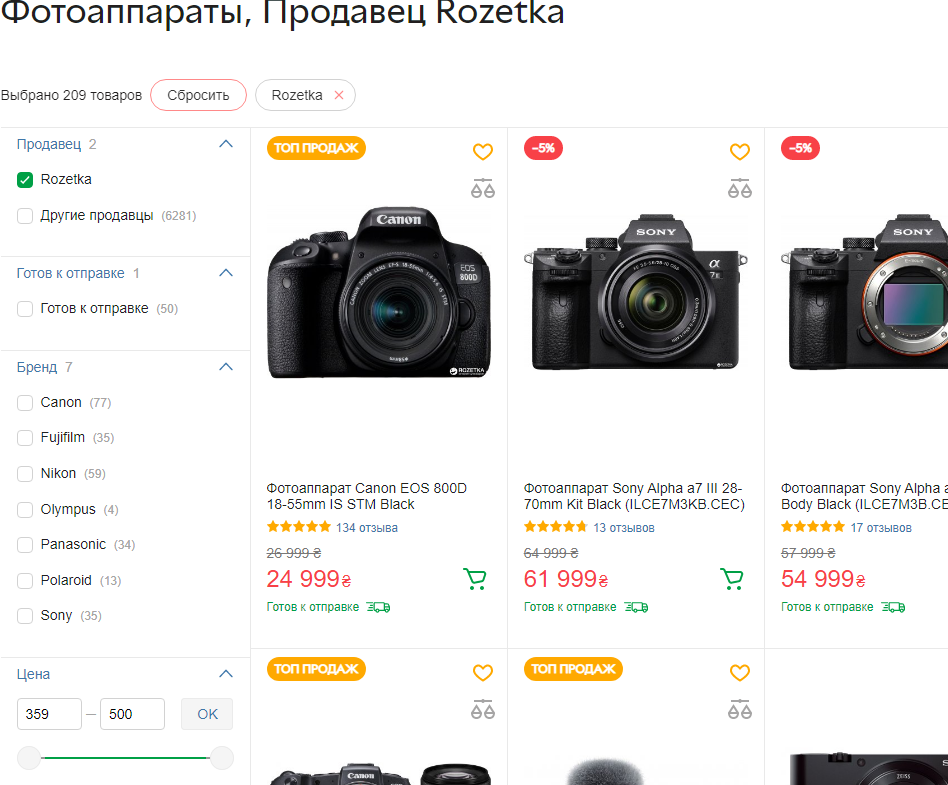 Фотоаппараты, Продавец Rozetka
Выбрано 209 товаров
Сбросить
Rozetka
Продавец 2
Rozetka
Другие продавцы (6281)
Готов к отправке 1
Готов к отправке (50)
Бренд 7
Canon (77)
Fujifilm (35)
Nikon (59)
Olympus (4)
Panasonic (34)
Polaroid (13)
Sony (35)
Цена
359 – 500 OK
ТОП ПРОДАЖ
Canon
EOS
800D
ROZETKA
Фотоаппарат Canon EOS 800D
18-55mm IS STM Black
134 отзыва
26 999 ₴
24 999 ₴
Готов к отправке
-5%
SONY
α
7 III
ROZETKA
Фотоаппарат Sony Alpha a7 III 28-
70mm Kit Black (ILCE7M3KB.CEC)
13 отзывов
64 999 ₴
61 999 ₴
Готов к отправке
-5%
SONY
Фотоаппарат Sony Alpha a
Body Black (ILCE7M3B.CE
17 отзывов
57 999 ₴
54 999 ₴
Готов к отправке
ТОП ПРОДАЖ
Canon
ТОП ПРОДАЖ
ZEISS